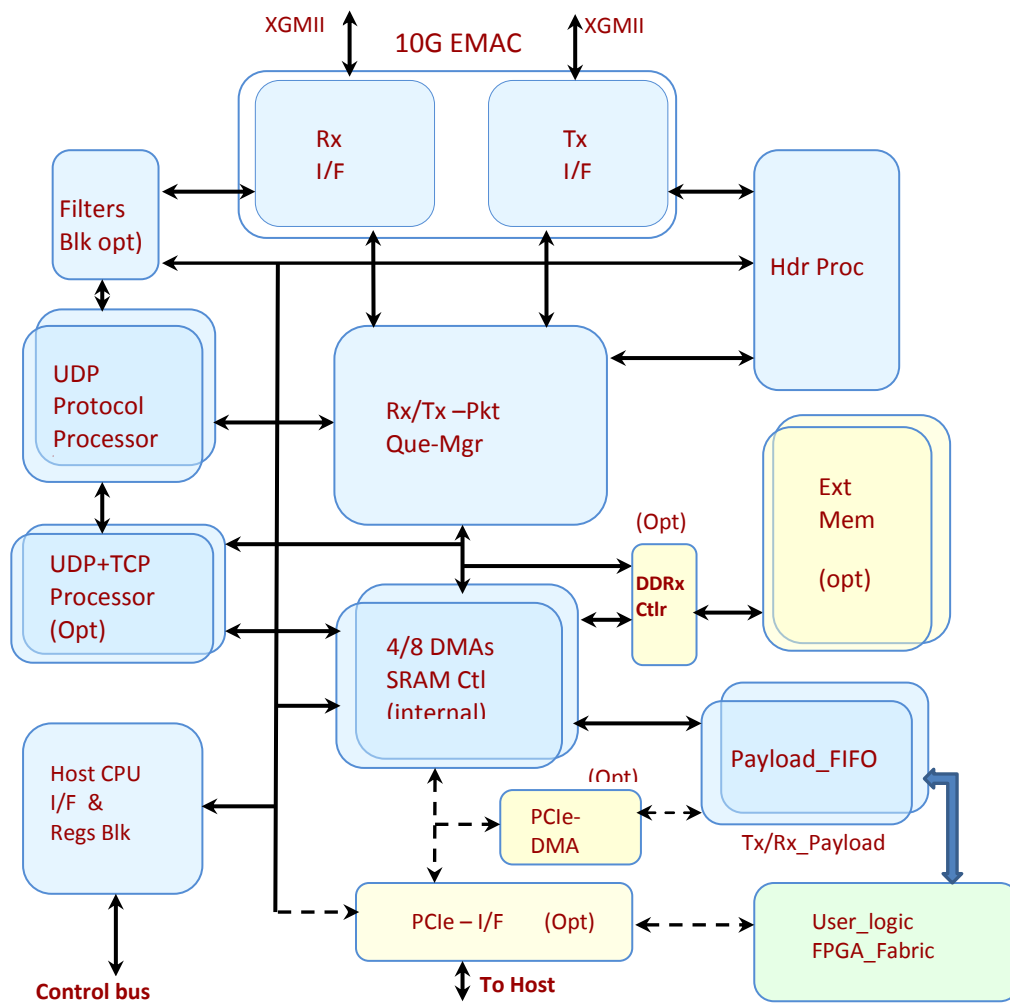 XGMII
XGMII
10G EMAC
Rx
I/F
Tx
I/F
Filters
Blk opt)
Hdr Proc
UDP
Protocol
Processor
Rx/Tx –Pkt
Que-Mgr
Ext
Mem
(opt)
(Opt)
DDRx
Ctlr
UDP+TCP
Processor
(Opt)
4/8 DMAs
SRAM Ctl
(internal)
Host CPU
I/F &
Regs Blk
Payload_FIFO
(Opt)
PCIe-
DMA
Tx/Rx_Payload
PCIe – I/F (Opt)
User_logic
FPGA_Fabric
Control bus
To Host